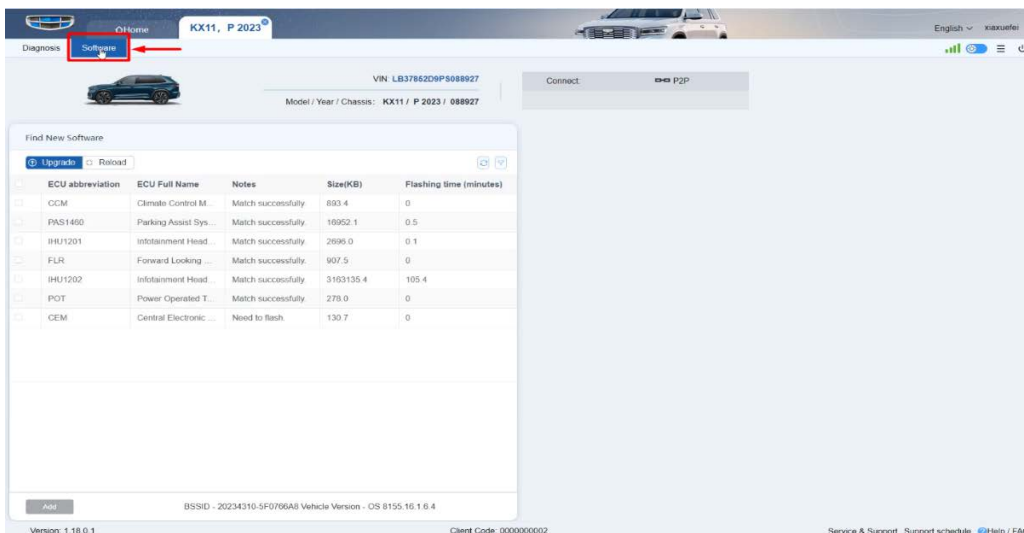 Home
KX11, P 2023
English
xiaxuefei
Diagnosis
Software
VIN: LB37852D9PS088927
Model / Year / Chassis: KX11 / P 2023 / 088927
Connect:
P2P
Find New Software
Upgrade
Reload
ECU abbreviation ECU Full Name Notes Size(KB) Flashing time (minutes)
CCM Climate Control M... Match successfully. 893.4 0
PAS1460 Parking Assist Sys... Match successfully. 16952.1 0.5
IHU1201 Infotainment Head... Match successfully. 2696.0 0.1
FLR Forward Looking ... Match successfully. 907.5 0
IHU1202 Infotainment Head... Match successfully. 3163135.4 105.4
POT Power Operated T... Match successfully. 278.0 0
CEM Central Electronic ... Need to flash. 130.7 0
Add
BSSID - 20234310-5F0766A8 Vehicle Version - OS 8155.16.1.6.4
Version: 1.18.0.1
Client Code: 0000000002
Service & Support Support schedule Help / FA